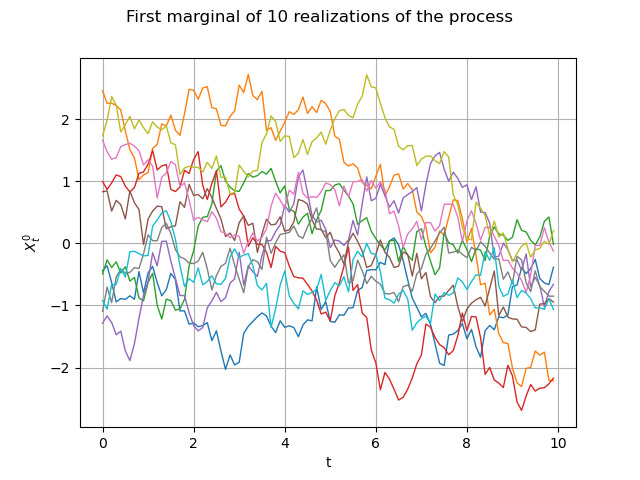 First marginal of 10 realizations of the process
X_t^0
2
1
0
−1
−2
0 2 4 6 8 10
t